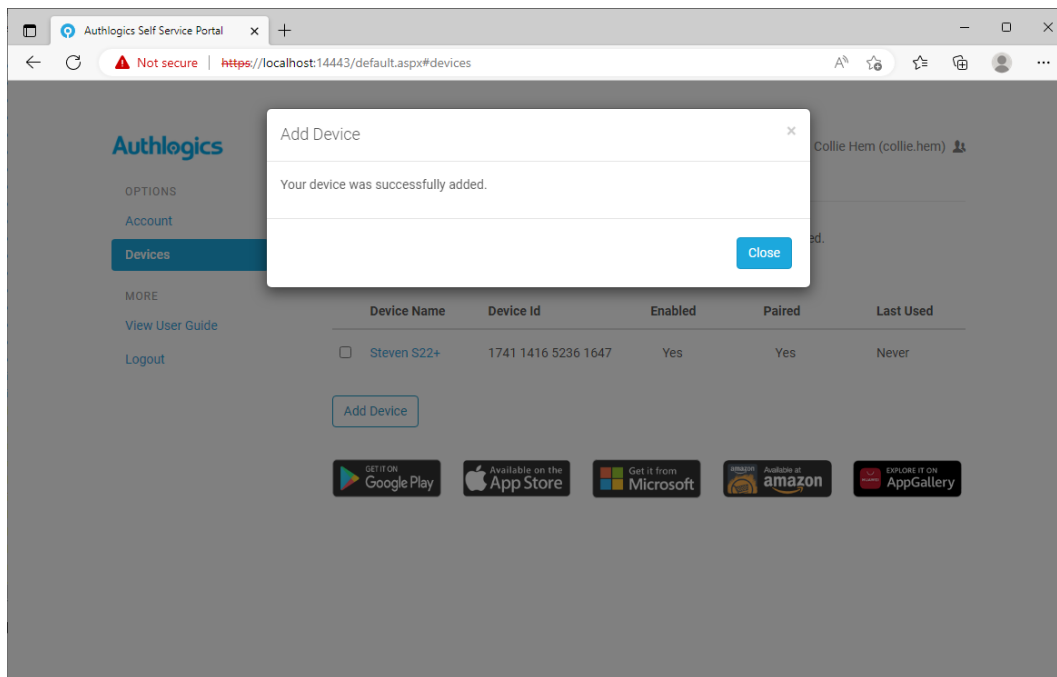 Authlogics Self Service Portal
Not secure | https://localhost:14443/default.aspx#devices
Add Device
×
Your device was successfully added.
Close
Authlogics
Collie Hem (collie.hem)
OPTIONS
Account
Devices
ed.
MORE
View User Guide
Logout
Device Name Device Id Enabled Paired Last Used
Steven S22+ 1741 1416 5236 1647 Yes Yes Never
Add Device
GET IT ON
Google Play
Available on the
App Store
Get it from
Microsoft
amazon
Available at
amazon
HUAWEI
EXPLORE IT ON
AppGallery